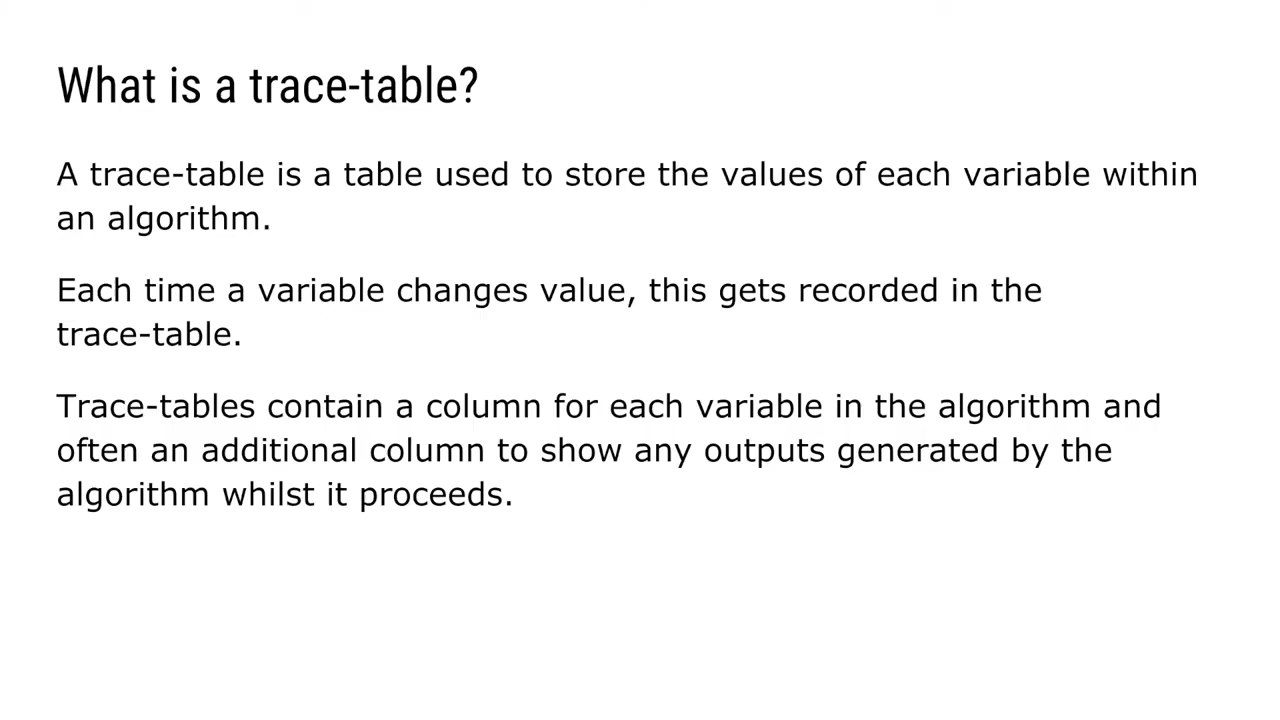 What is a trace-table?
A trace-table is a table used to store the values of each variable within
an algorithm.
Each time a variable changes value, this gets recorded in the
trace-table.
Trace-tables contain a column for each variable in the algorithm and
often an additional column to show any outputs generated by the
algorithm whilst it proceeds.